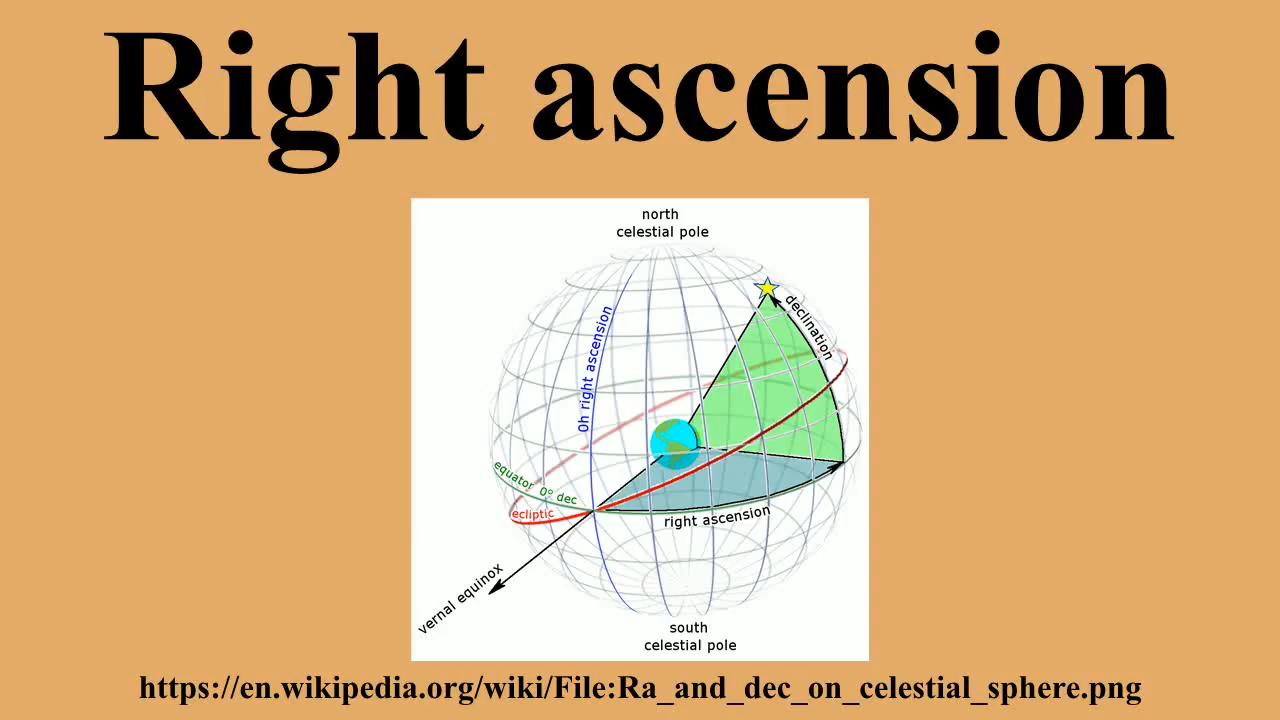 Right ascension
north
celestial pole
0h right ascension
declination
equator 0° dec
ecliptic
right ascension
vernal equinox
south
celestial pole
https://en.wikipedia.org/wiki/File:Ra_and_dec_on_celestial_sphere.png